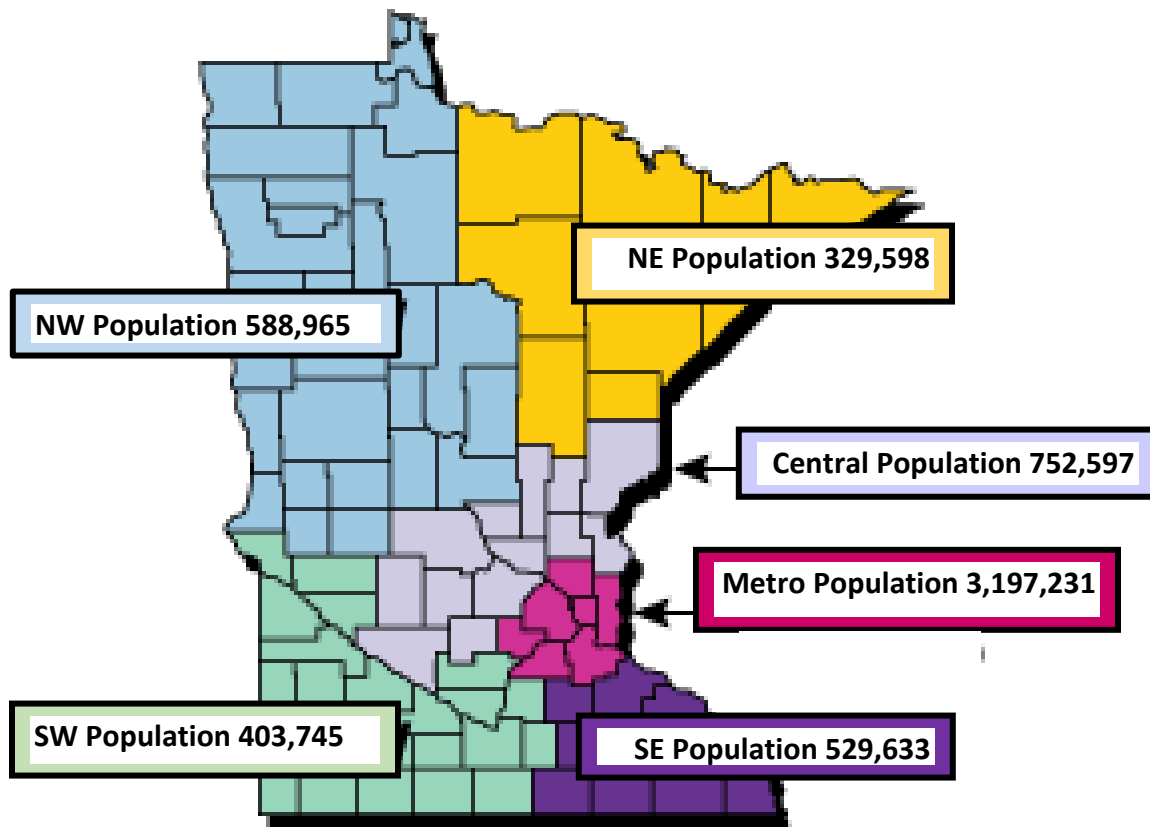 NE Population 329,598
NW Population 588,965
Central Population 752,597
Metro Population 3,197,231
SW Population 403,745
SE Population 529,633